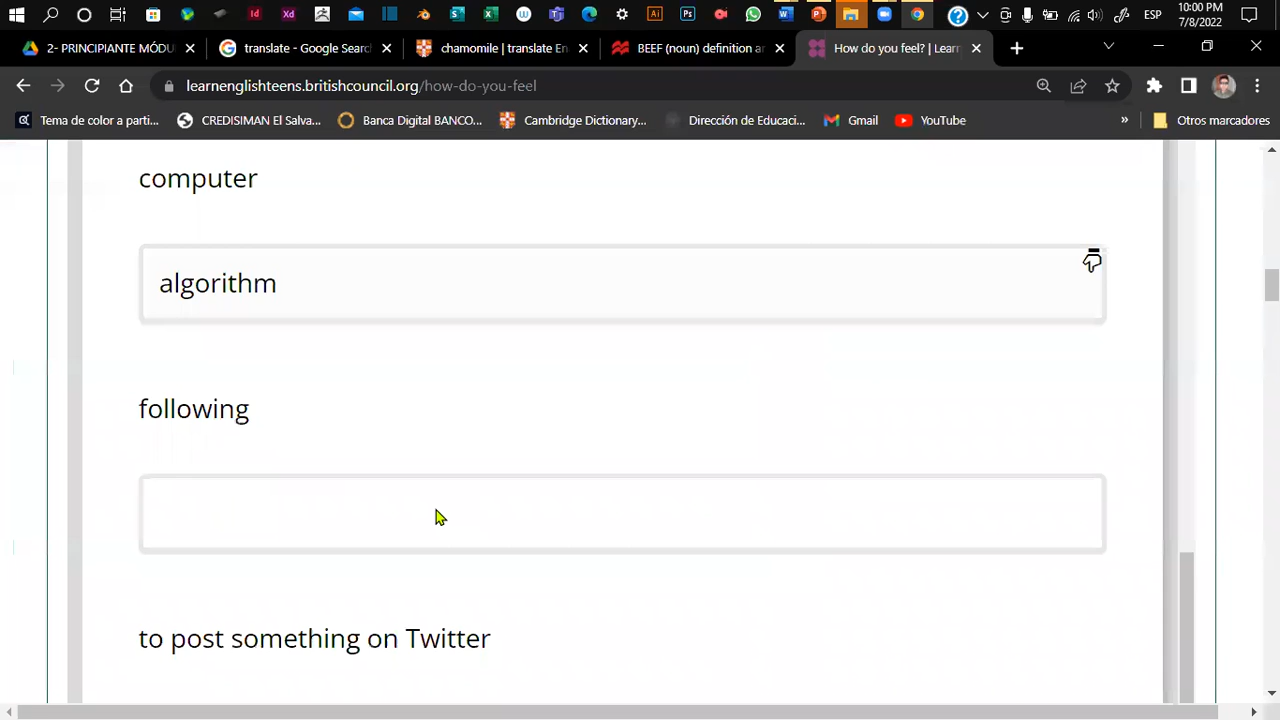 10:00 PM
ESP
7/8/2022
2- PRINCIPIANTE MÓDU
translate - Google Searc
chamomile | translate En
BEEF (noun) definition ar
How do you feel? | Learn
learnenglishteens.britishcouncil.org/how-do-you-feel
Tema de color a parti...
CREDISIMAN El Salva...
Banca Digital BANCO...
Cambridge Dictionary...
Dirección de Educaci...
Gmail
YouTube
»
Otros marcadores
computer
algorithm
following
to post something on Twitter